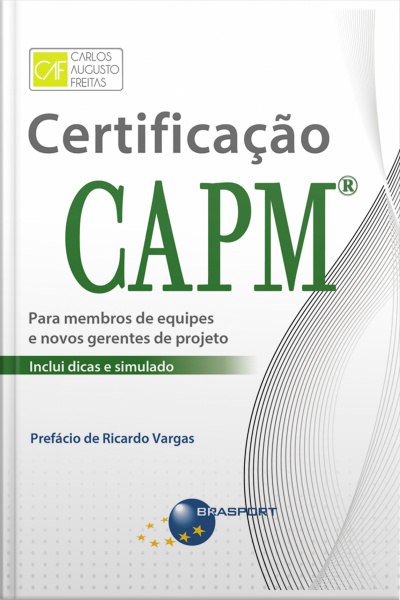 CAF
CARLOS
AUGUSTO
FREITAS
Certificação
CAPM®
Para membros de equipes
e novos gerentes de projeto
Inclui dicas e simulado
Prefácio de Ricardo Vargas
BRASPORT